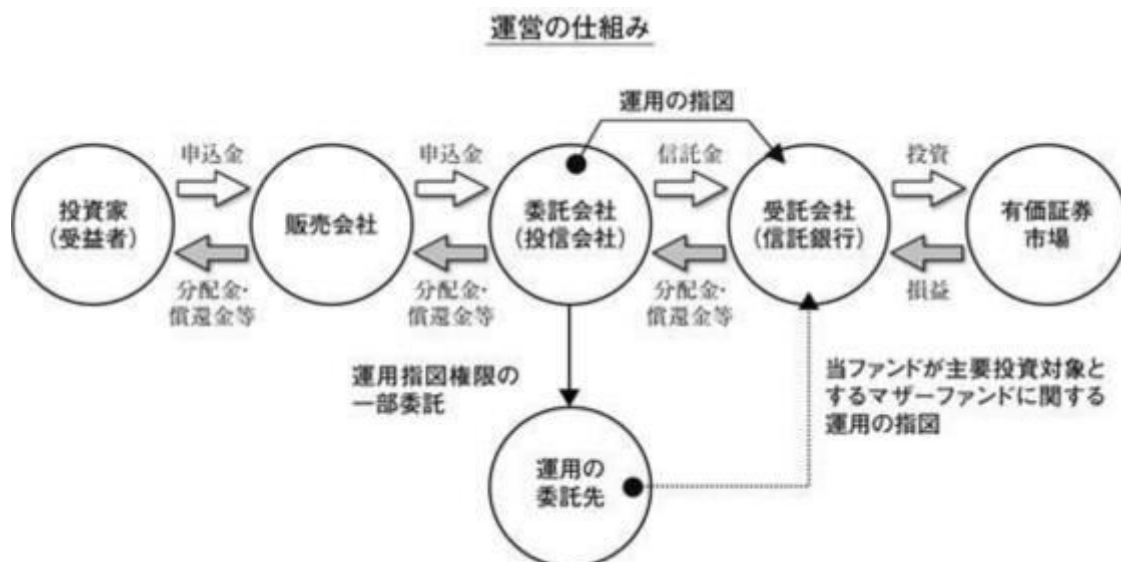 運営の仕組み
運用の指図
申込金
申込金
信託金
投資
投資家
(受益者)
販売会社
委託会社
(投信会社)
受託会社
(信託銀行)
有価証券
市場
分配金・
償還金等
分配金・
償還金等
分配金・
償還金等
損益
運用指図権限の
一部委託
当ファンドが主要投資対象と
するマザーファンドに関する
運用の指図
運用の
委託先